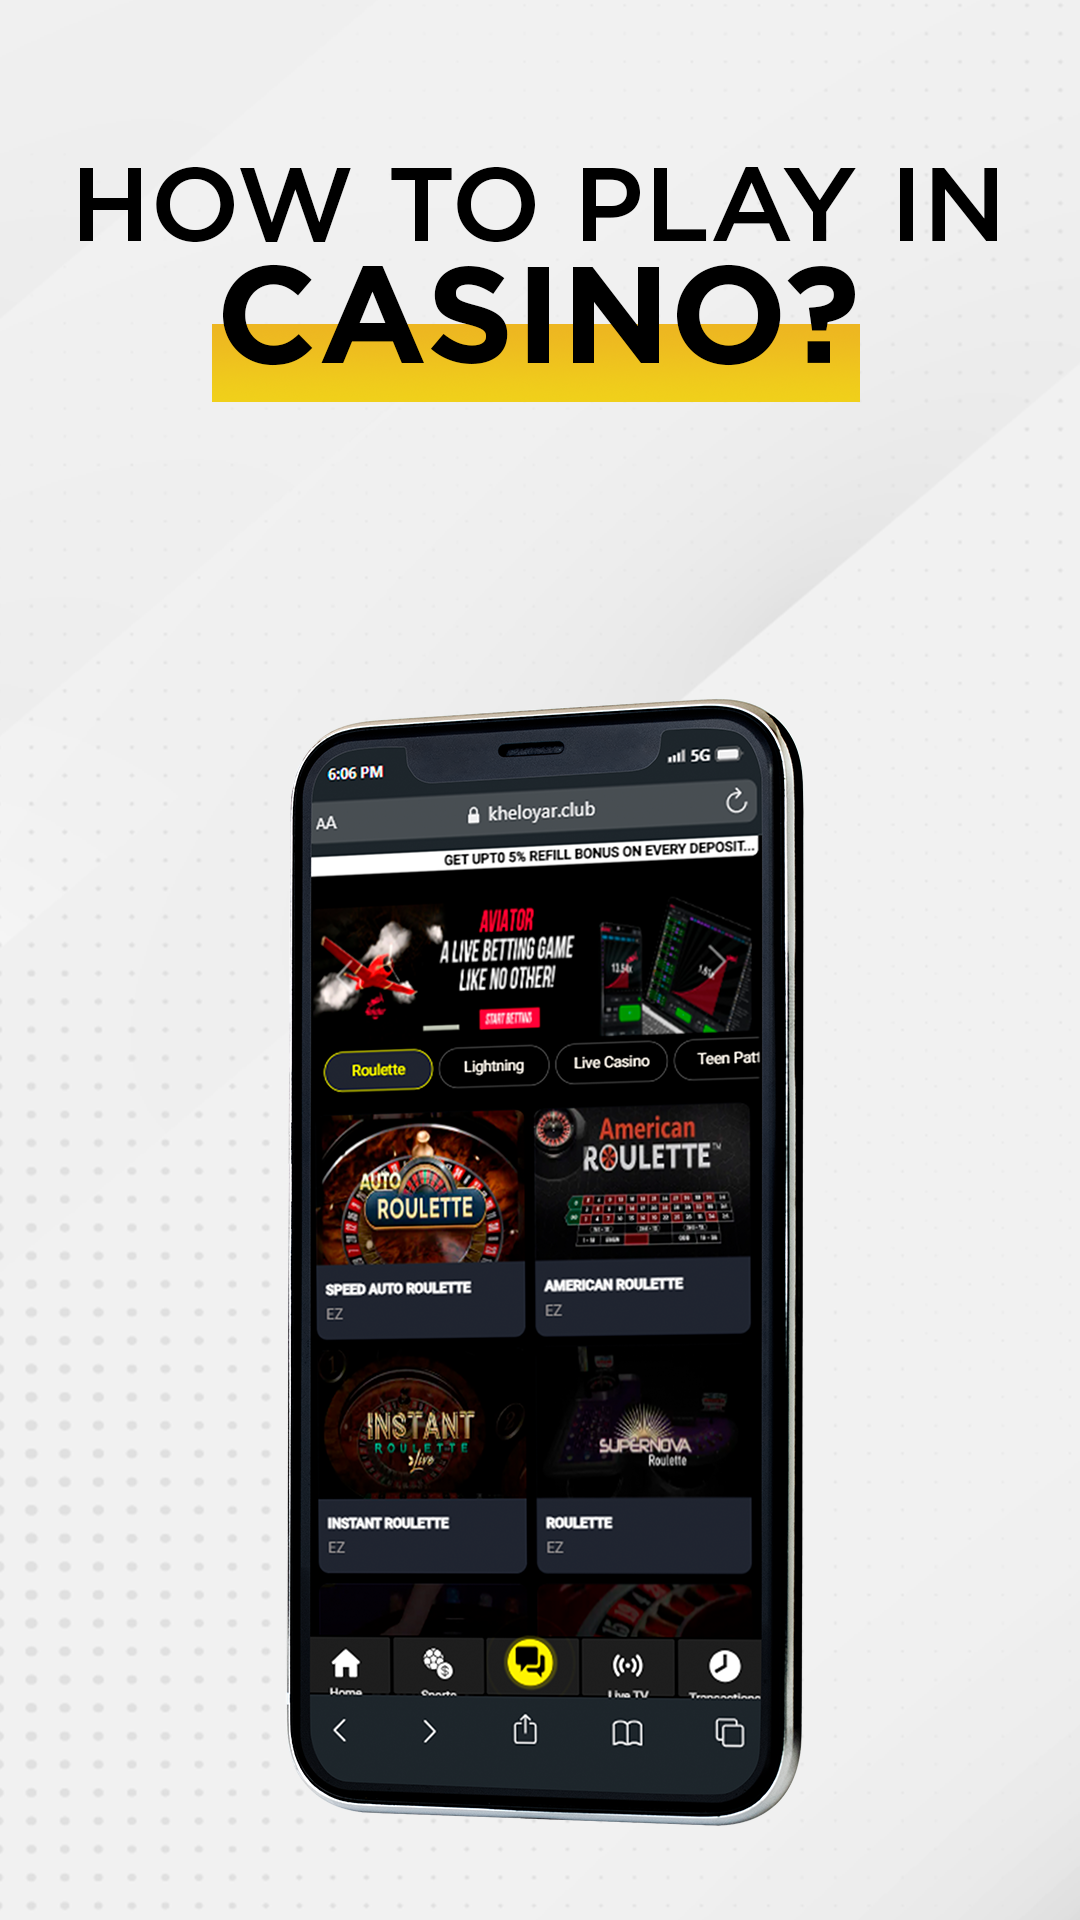 HOW TO PLAY IN
CASINO?
6:06 PM
5G
AA
kheloyar.club
GET UPTO 5% REFILL BONUS ON EVERY DEPOSIT...
AVIATOR
A LIVE BETTING GAME
LIKE NO OTHER!
START BETTING
13.54x
Roulette
Lightning
Live Casino
Teen Patt
AUTO
ROULETTE
American
ROULETTE™
SPEED AUTO ROULETTE
EZ
AMERICAN ROULETTE
EZ
INSTANT
ROULETTE
Live
SUPERNOVA
Roulette
INSTANT ROULETTE
EZ
ROULETTE
EZ
Home
Sports
Live TV
Transactions